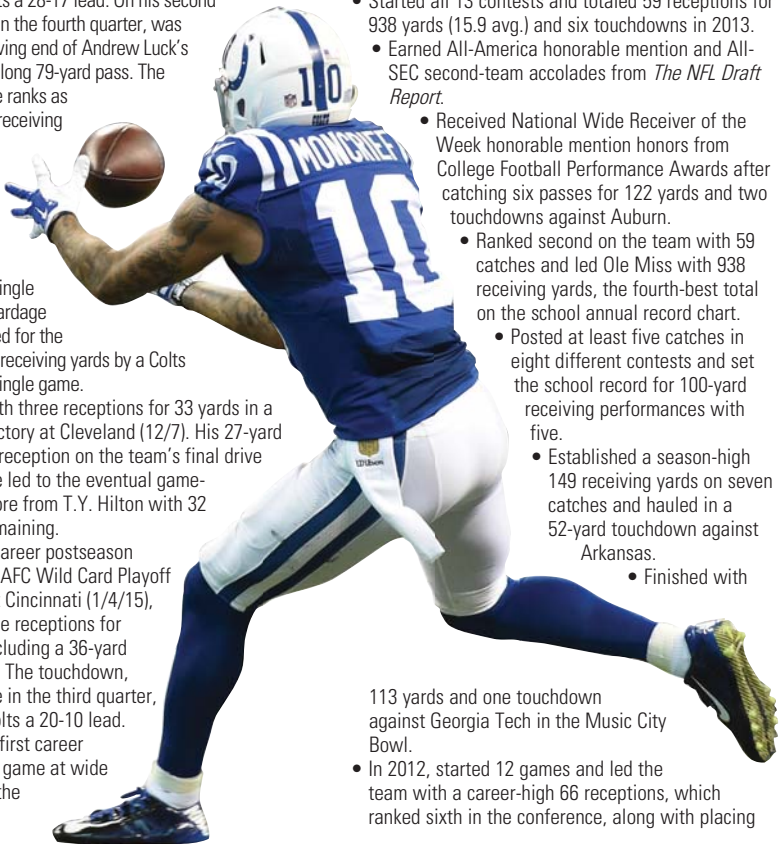 ts a 28-17 lead. On his second
n the fourth quarter, was
ving end of Andrew Luck's
long 79-yard pass. The
e ranks as
receiving
ingle
ardage
ed for the
receiving yards by a Colts
ingle game.
th three receptions for 33 yards in a
ctory at Cleveland (12/7). His 27-yard
reception on the team's final drive
e led to the eventual game-
ore from T.Y. Hilton with 32
maining.
areer postseason
AFC Wild Card Playoff
t Cincinnati (1/4/15),
e receptions for
cluding a 36-yard
The touchdown,
e in the third quarter,
olts a 20-10 lead.
first career
game at wide
the
• Started all 13 contests and totaled 59 receptions for
938 yards (15.9 avg.) and six touchdowns in 2013.
• Earned All-America honorable mention and All-
SEC second-team accolades from The NFL Draft
Report.
• Received National Wide Receiver of the
Week honorable mention honors from
College Football Performance Awards after
catching six passes for 122 yards and two
touchdowns against Auburn.
• Ranked second on the team with 59
catches and led Ole Miss with 938
receiving yards, the fourth-best total
on the school annual record chart.
• Posted at least five catches in
eight different contests and set
the school record for 100-yard
receiving performances with
five.
• Established a season-high
149 receiving yards on seven
catches and hauled in a
52-yard touchdown against
Arkansas.
• Finished with
113 yards and one touchdown
against Georgia Tech in the Music City
Bowl.
• In 2012, started 12 games and led the
team with a career-high 66 receptions, which
ranked sixth in the conference, along with placing
10
MONCRIEF
10
10
Wilson